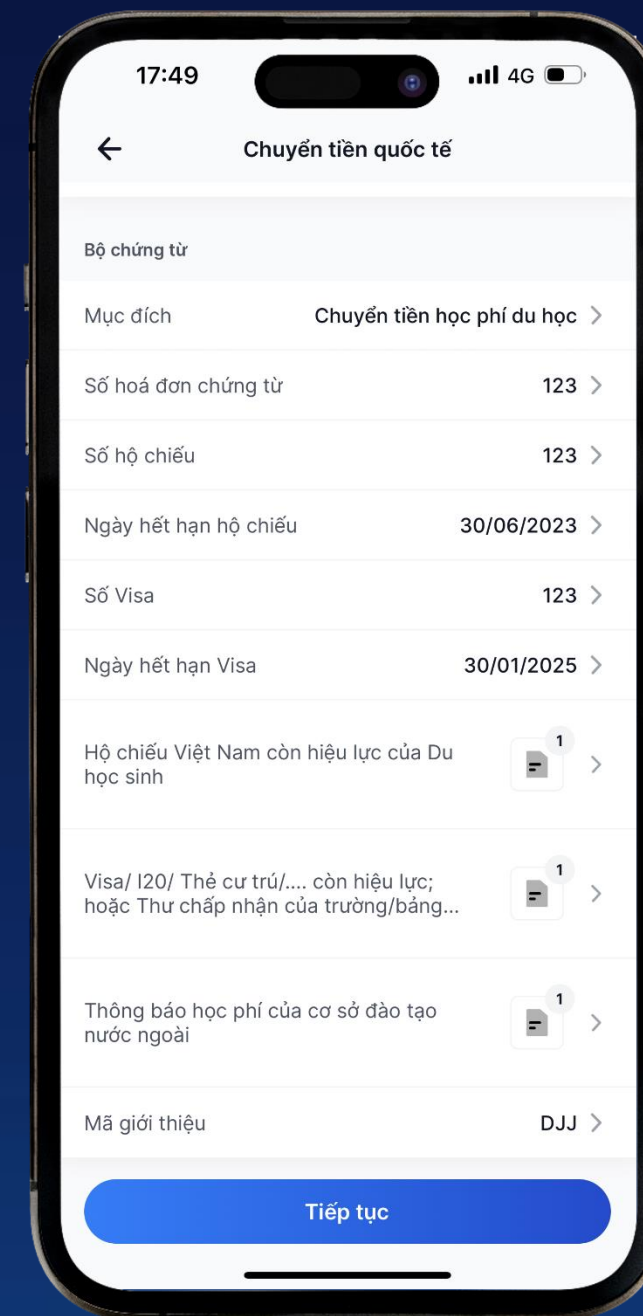 17:49
4G
Chuyển tiền quốc tế
Bộ chứng từ
Mục đích
Chuyển tiền học phí du học
Số hoá đơn chứng từ
123
Số hộ chiếu
123
Ngày hết hạn hộ chiếu
30/06/2023
Số Visa
123
Ngày hết hạn Visa
30/01/2025
Hộ chiếu Việt Nam còn hiệu lực của Du
học sinh
1
Visa/ I20/ Thẻ cư trú/.... còn hiệu lực;
hoặc Thư chấp nhận của trường/bảng...
1
Thông báo học phí của cơ sở đào tạo
nước ngoài
1
Mã giới thiệu
DJJ
Tiếp tục